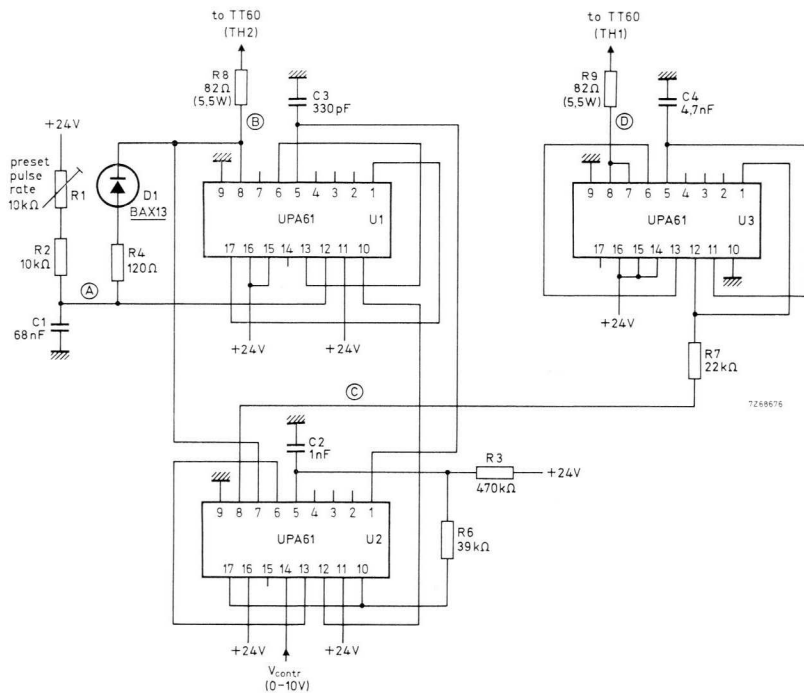 to TT60
(TH2)
R8
82Ω
(5,5W)
B
C3
330pF
+24V
preset
pulse
rate
10kΩ
R1
D1
BAX13
R2
10kΩ
R4
120Ω
A
C1
68nF
9 8 7 6 5 4 3 2 1
UPA61 U1
17 16 15 14 13 12 11 10
+24V +24V
to TT60
(TH1)
R9
82Ω
(5,5W)
D
C4
4,7nF
9 8 7 6 5 4 3 2 1
UPA61 U3
17 16 15 14 13 12 11 10
+24V
R7
22kΩ
7Z68676
C
C2
1nF
R3
470kΩ
+24V
R6
39kΩ
9 8 7 6 5 4 3 2 1
UPA61 U2
17 16 15 14 13 12 11 10
+24V +24V
Vcontr
(0-10V)